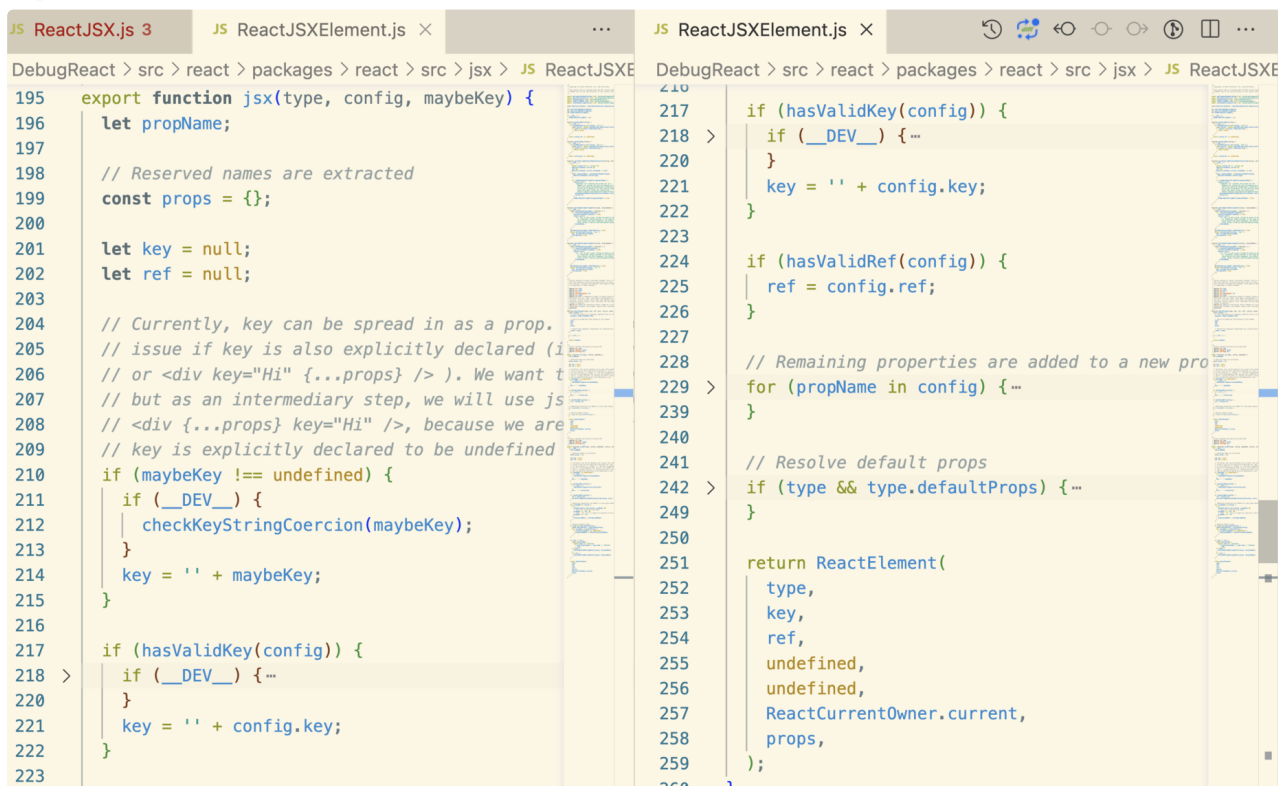 JS ReactJSX.js 3
JS ReactJSXElement.js ×
···
DebugReact > src > react > packages > react > src > jsx > JS ReactJSXE
195 export function jsx(type, config, maybeKey) {
196 let propName;
197
198 // Reserved names are extracted
199 const props = {};
200
201 let key = null;
202 let ref = null;
203
204 // Currently, key can be spread in as a prop.
205 // issue if key is also explicitly declared (i
206 // or <div key="Hi" {...props} /> ). We want t
207 // but as an intermediary step, we will use js
208 // <div {...props} key="Hi" />, because we are
209 // key is explicitly declared to be undefined
210 if (maybeKey !== undefined) {
211 if (__DEV__) {
212 checkKeyStringCoercion(maybeKey);
213 }
214 key = '' + maybeKey;
215 }
216
217 if (hasValidKey(config)) {
218 > if (__DEV__) {···
220 }
221 key = '' + config.key;
222 }
223
JS ReactJSXElement.js ×
···
DebugReact > src > react > packages > react > src > jsx > JS ReactJSXE
216
217 if (hasValidKey(config)) {
218 > if (__DEV__) {···
220 }
221 key = '' + config.key;
222 }
223
224 if (hasValidRef(config)) {
225 ref = config.ref;
226 }
227
228 // Remaining properties are added to a new pro
229 > for (propName in config) {···
239 }
240
241 // Resolve default props
242 > if (type && type.defaultProps) {···
249 }
250
251 return ReactElement(
252 type,
253 key,
254 ref,
255 undefined,
256 undefined,
257 ReactCurrentOwner.current,
258 props,
259 );
260 }